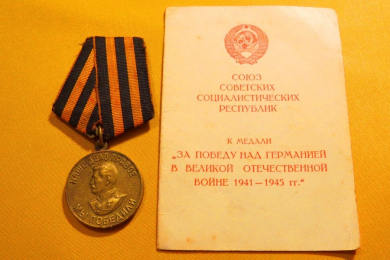 НАШЕ ДЕЛО ПРАВОЕ
МЫ ПОБЕДИЛИ
СОЮЗ
СОВЕТСКИХ
СОЦИАЛИСТИЧЕСКИХ
РЕСПУБЛИК
К МЕДАЛИ
„ЗА ПОБЕДУ НАД ГЕРМАНИЕЙ
В ВЕЛИКОЙ ОТЕЧЕСТВЕННОЙ
ВОЙНЕ 1941—1945 гг.“